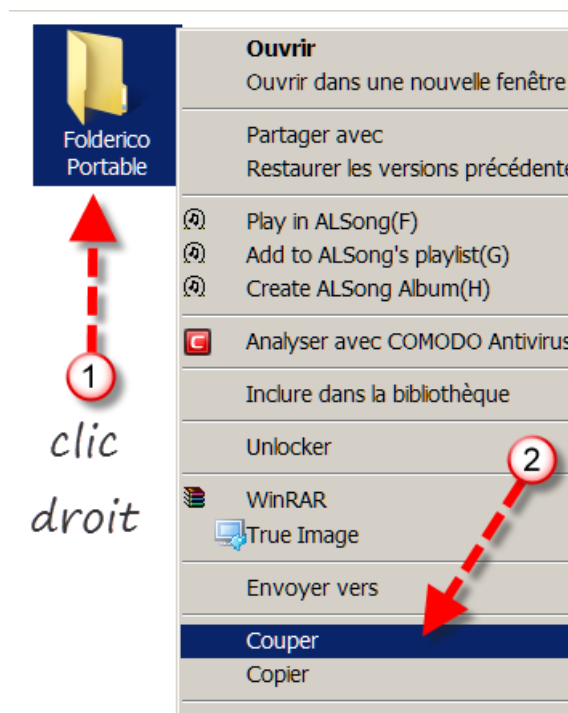 Folderico
Portable
Ouvrir
Ouvrir dans une nouvelle fenêtre
Partager avec
Restaurer les versions
Play in ALSong(F)
Add to ALSong's playlist(G)
Create ALSong Album(H)
C
Analyser avec COMODO Antivirus
Inclure dans la bibliothèque
Unlocker
WinRAR
True Image
Envoyer vers
Couper
Copier
1
clic
droit
2